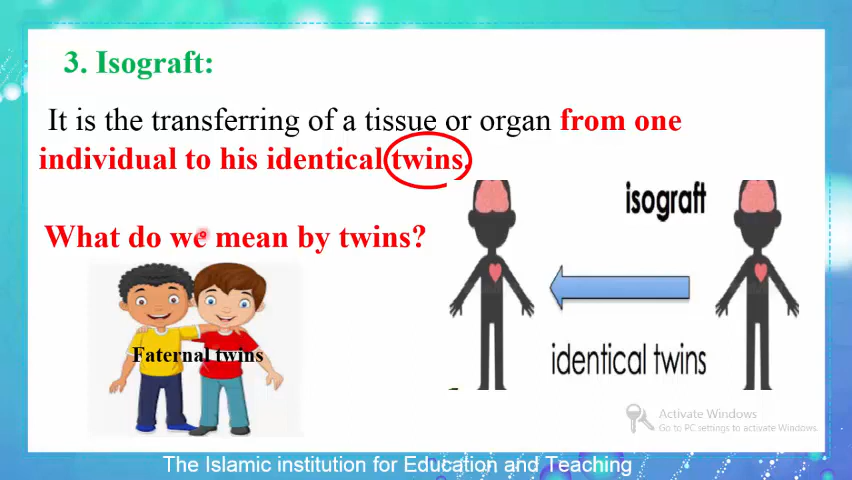 3. Isograft:
It is the transferring of a tissue or organ from one
individual to his identical twins.
isograft
What do we mean by twins?
Faternal twins
identical twins
Activate Windows
Go to PC settings to activate Windows.
The Islamic institution for Education and Teaching